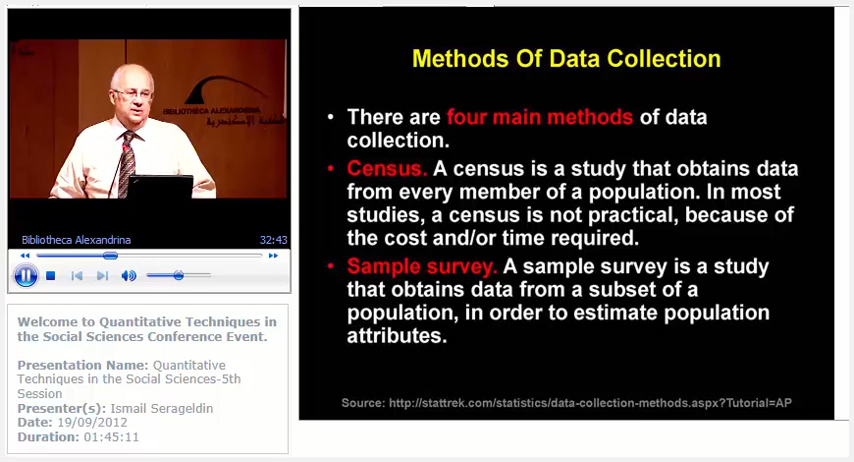 BIBLIOTHECA ALEXANDRINA
مكتبة الإسكندرية
Bibliotheca Alexandrina 32:43
Welcome to Quantitative Techniques in
the Social Sciences Conference Event.
Presentation Name: Quantitative
Techniques in the Social Sciences-5th
Session
Presenter(s): Ismail Serageldin
Date: 19/09/2012
Duration: 01:45:11
Methods Of Data Collection
• There are four main methods of data
collection.
• Census. A census is a study that obtains data
from every member of a population. In most
studies, a census is not practical, because of
the cost and/or time required.
• Sample survey. A sample survey is a study
that obtains data from a subset of a
population, in order to estimate population
attributes.
Source: http://stattrek.com/statistics/data-collection-methods.aspx?Tutorial=AP